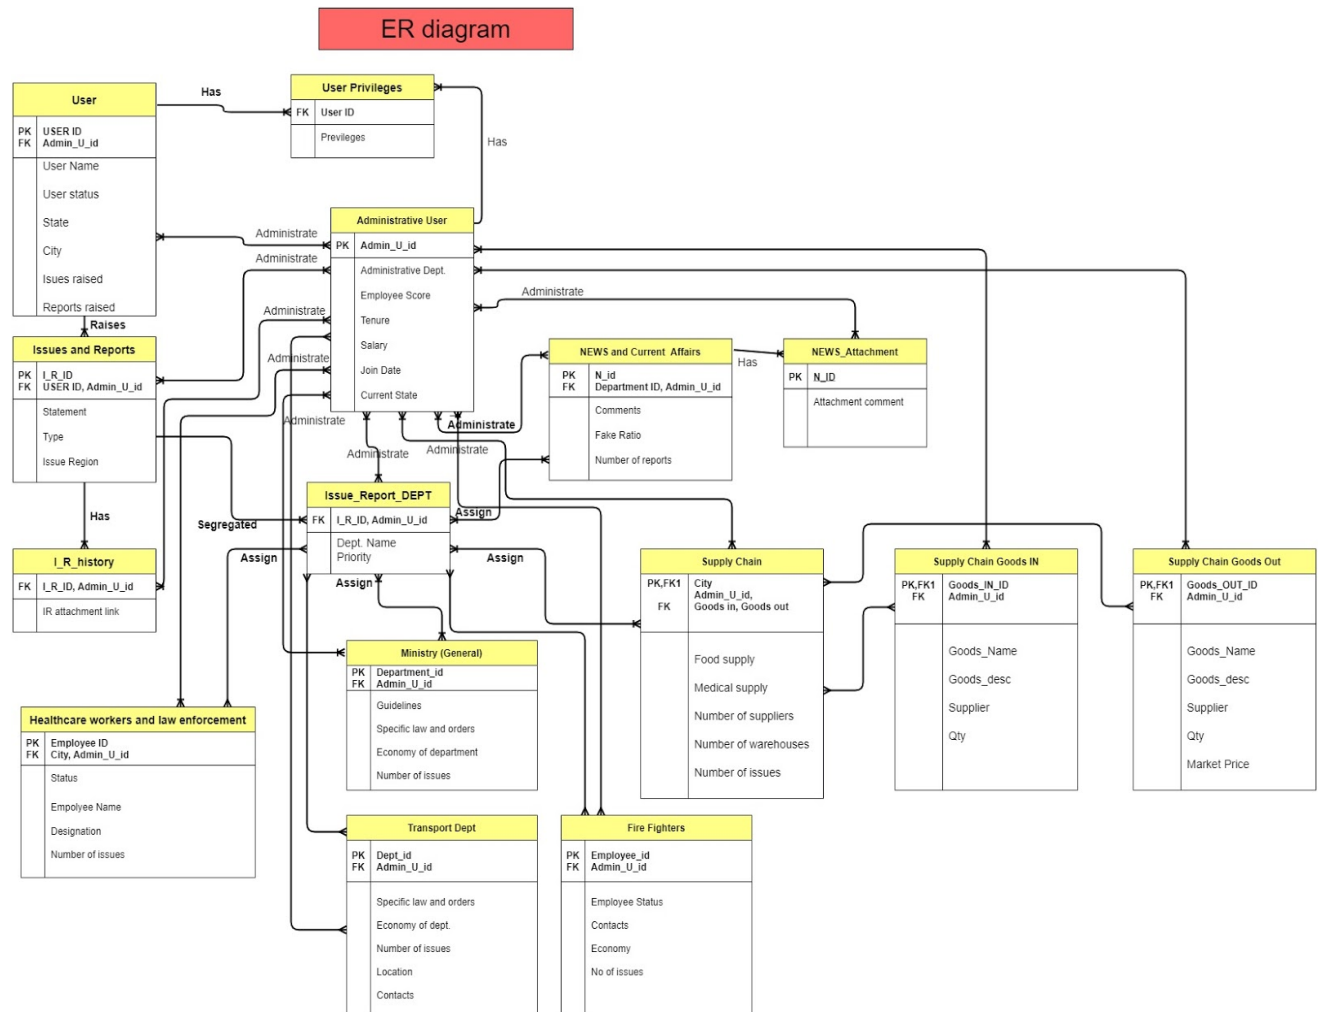 ER diagram
User
PK USER ID
FK Admin_U_id
User Name
User status
State
City
Isues raised
Reports raised
Has
User Privileges
FK User ID
Previleges
Has
Administrative User
PK Admin_U_id
Administrative Dept.
Employee Score
Tenure
Salary
Join Date
Current State
Administrate
Administrate
Administrate
Administrate
Administrate
Administrate
Administrate
Administrate
Administrate
Raises
Issues and Reports
PK I_R_ID
FK USER ID, Admin_U_id
Statement
Type
Issue Region
Has
Segregated
I_R_history
FK I_R_ID, Admin_U_id
IR attachment link
NEWS and Current Affairs
PK N_id
FK Department ID, Admin_U_id
Comments
Fake Ratio
Number of reports
Has
NEWS_Attachment
PK N_ID
Attachment comment
Issue_Report_DEPT
FK I_R_ID, Admin_U_id
Dept. Name
Priority
Assign
Assign
Assign
Assign
Supply Chain
PK,FK1 City
Admin_U_id,
FK Goods in, Goods out
Food supply
Medical supply
Number of suppliers
Number of warehouses
Number of issues
Supply Chain Goods IN
PK,FK1 Goods_IN_ID
FK Admin_U_id
Goods_Name
Goods_desc
Supplier
Qty
Supply Chain Goods Out
PK,FK1 Goods_OUT_ID
FK Admin_U_id
Goods_Name
Goods_desc
Supplier
Qty
Market Price
Ministry (General)
PK Department_id
FK Admin_U_id
Guidelines
Specific law and orders
Economy of department
Number of issues
Healthcare workers and law enforcement
PK Employee ID
FK City, Admin_U_id
Status
Empolyee Name
Designation
Number of issues
Transport Dept
PK Dept_id
FK Admin_U_id
Specific law and orders
Economy of dept.
Number of issues
Location
Contacts
Fire Fighters
PK Employee_id
FK Admin_U_id
Employee Status
Contacts
Economy
No of issues